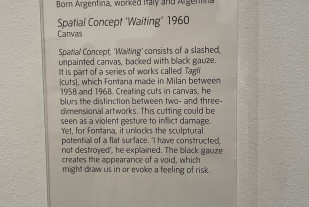 Born Argentina, worked Italy and Argentina
Spatial Concept 'Waiting' 1960
Canvas
Spatial Concept, 'Waiting' consists of a slashed,
unpainted canvas, backed with black gauze.
It is part of a series of works called Tagli
(cuts), which Fontana made in Milan between
1958 and 1968. Creating cuts in canvas, he
blurs the distinction between two- and three-
dimensional artworks. This cutting could be
seen as a violent gesture to inflict damage.
Yet, for Fontana, it unlocks the sculptural
potential of a flat surface. 'I have constructed,
not destroyed', he explained. The black gauze
creates the appearance of a void, which
might draw us in or evoke a feeling of risk.